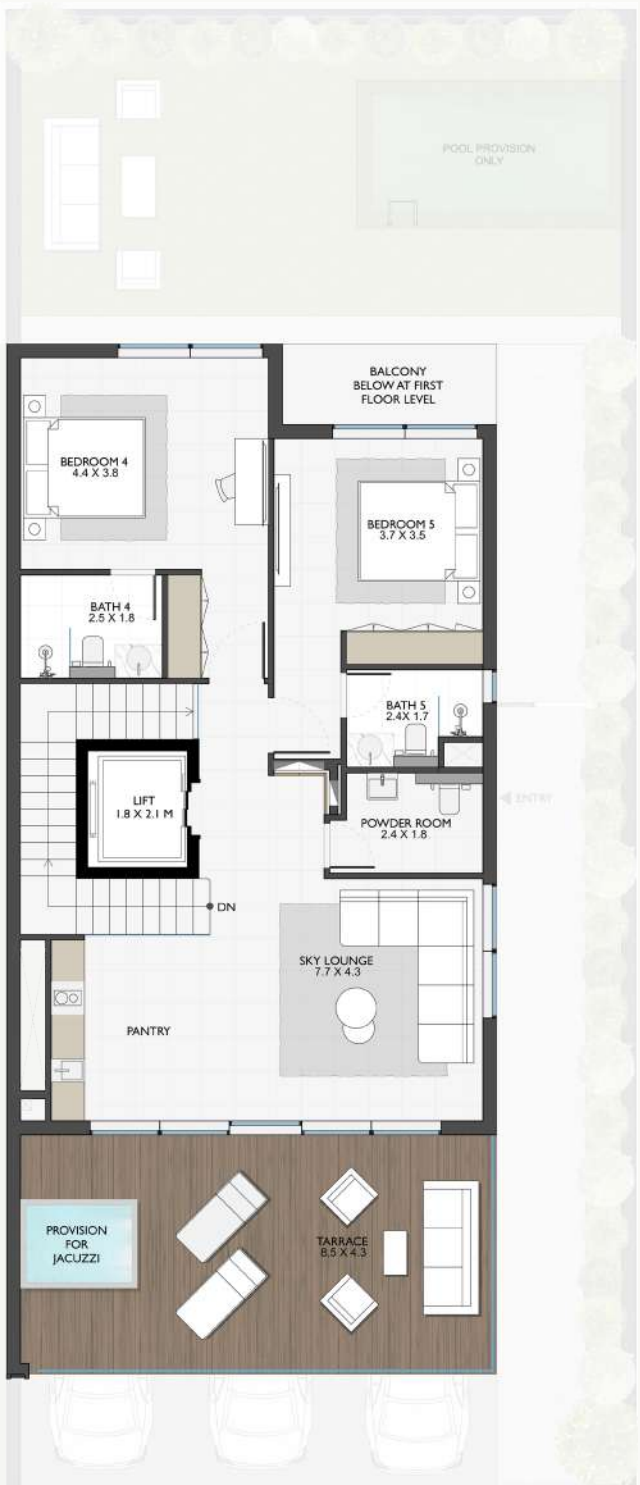 POOL PROVISION
ONLY
BALCONY
BELOW AT FIRST
FLOOR LEVEL
BEDROOM 4
4.4 X 3.8
BEDROOM 5
3.7 X 3.5
BATH 4
2.5 X 1.8
BATH 5
2.4X 1.7
LIFT
1.8 X 2.1 M
ENTRY
POWDER ROOM
2.4 X 1.8
DN
SKY LOUNGE
7.7 X 4.3
PANTRY
PROVISION
FOR
JACUZZI
TARRACE
8.5 X 4.3